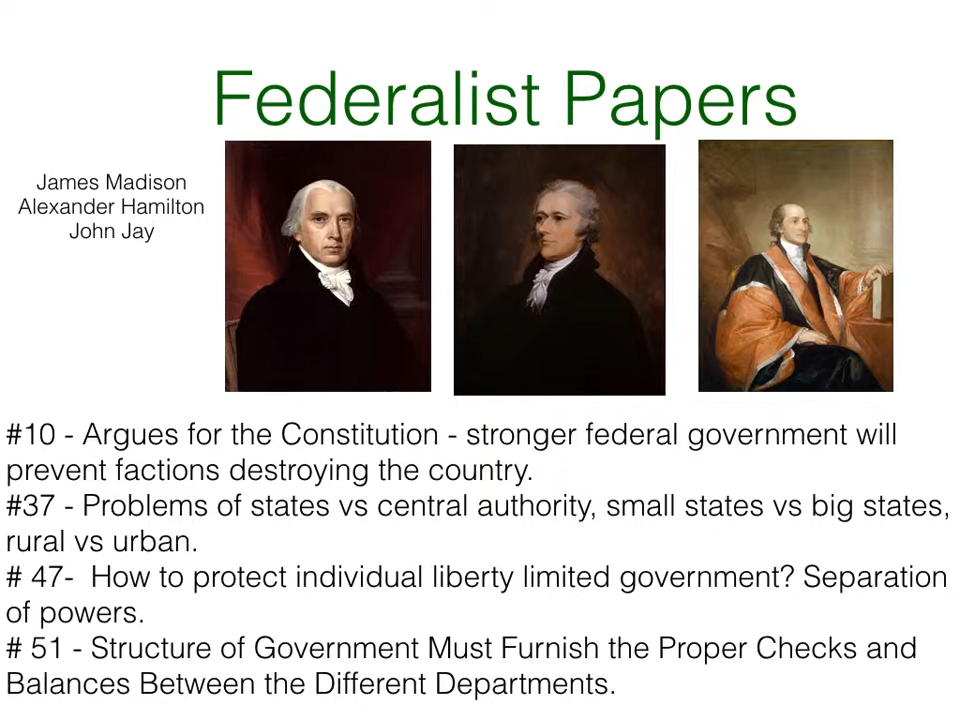 Federalist Papers
James Madison
Alexander Hamilton
John Jay
#10 - Argues for the Constitution - stronger federal government will
prevent factions destroying the country.
#37 - Problems of states vs central authority, small states vs big states,
rural vs urban.
# 47-  How to protect individual liberty limited government? Separation
of powers.
# 51 - Structure of Government Must Furnish the Proper Checks and
Balances Between the Different Departments.